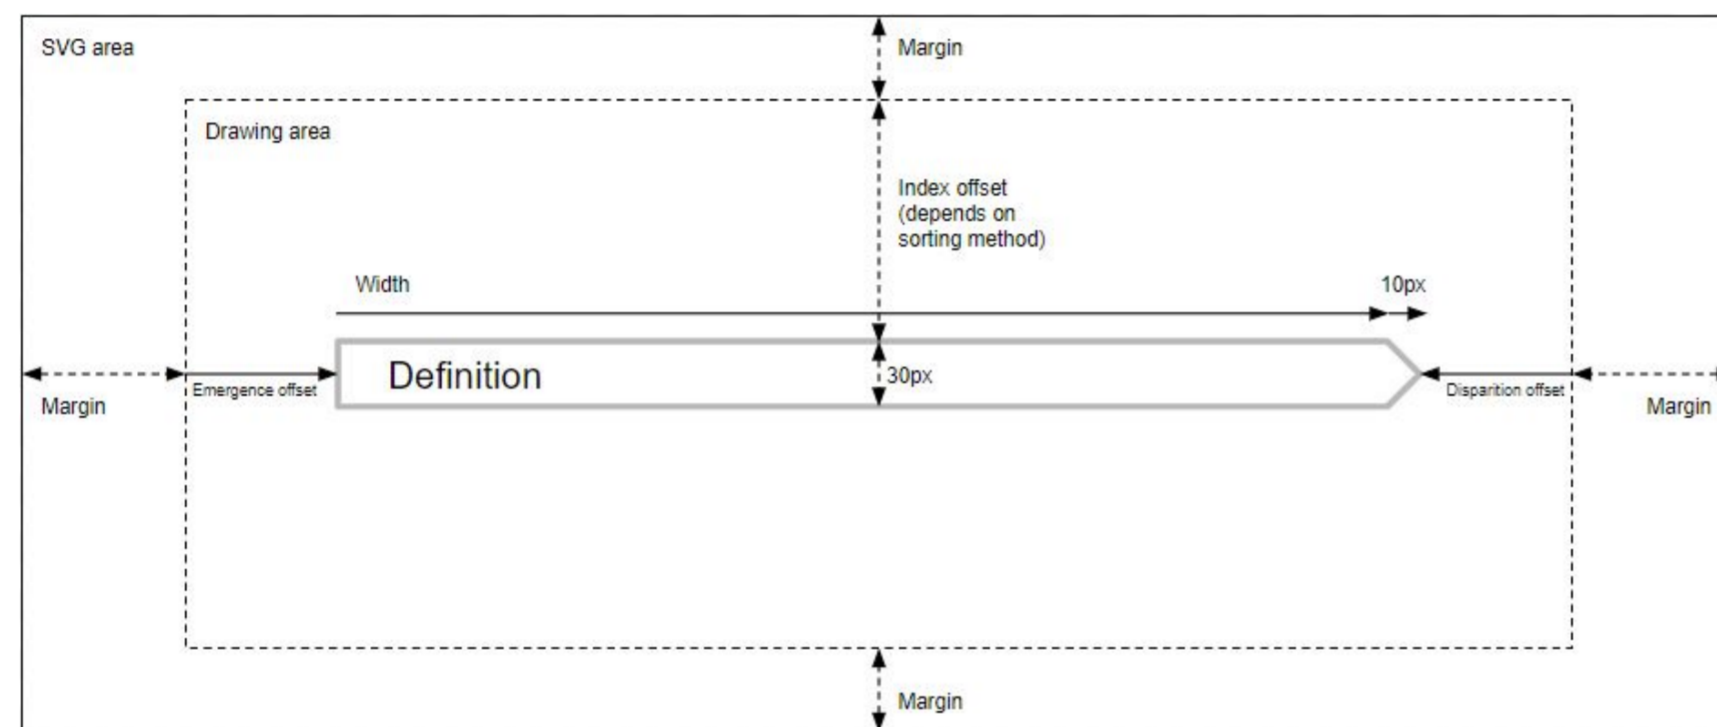 SVG area
Margin
Drawing area
Index offset
(depends on
sorting method)
Width
10px
Definition
30px
Emergence offset
Disparition offset
Margin
Margin
Margin